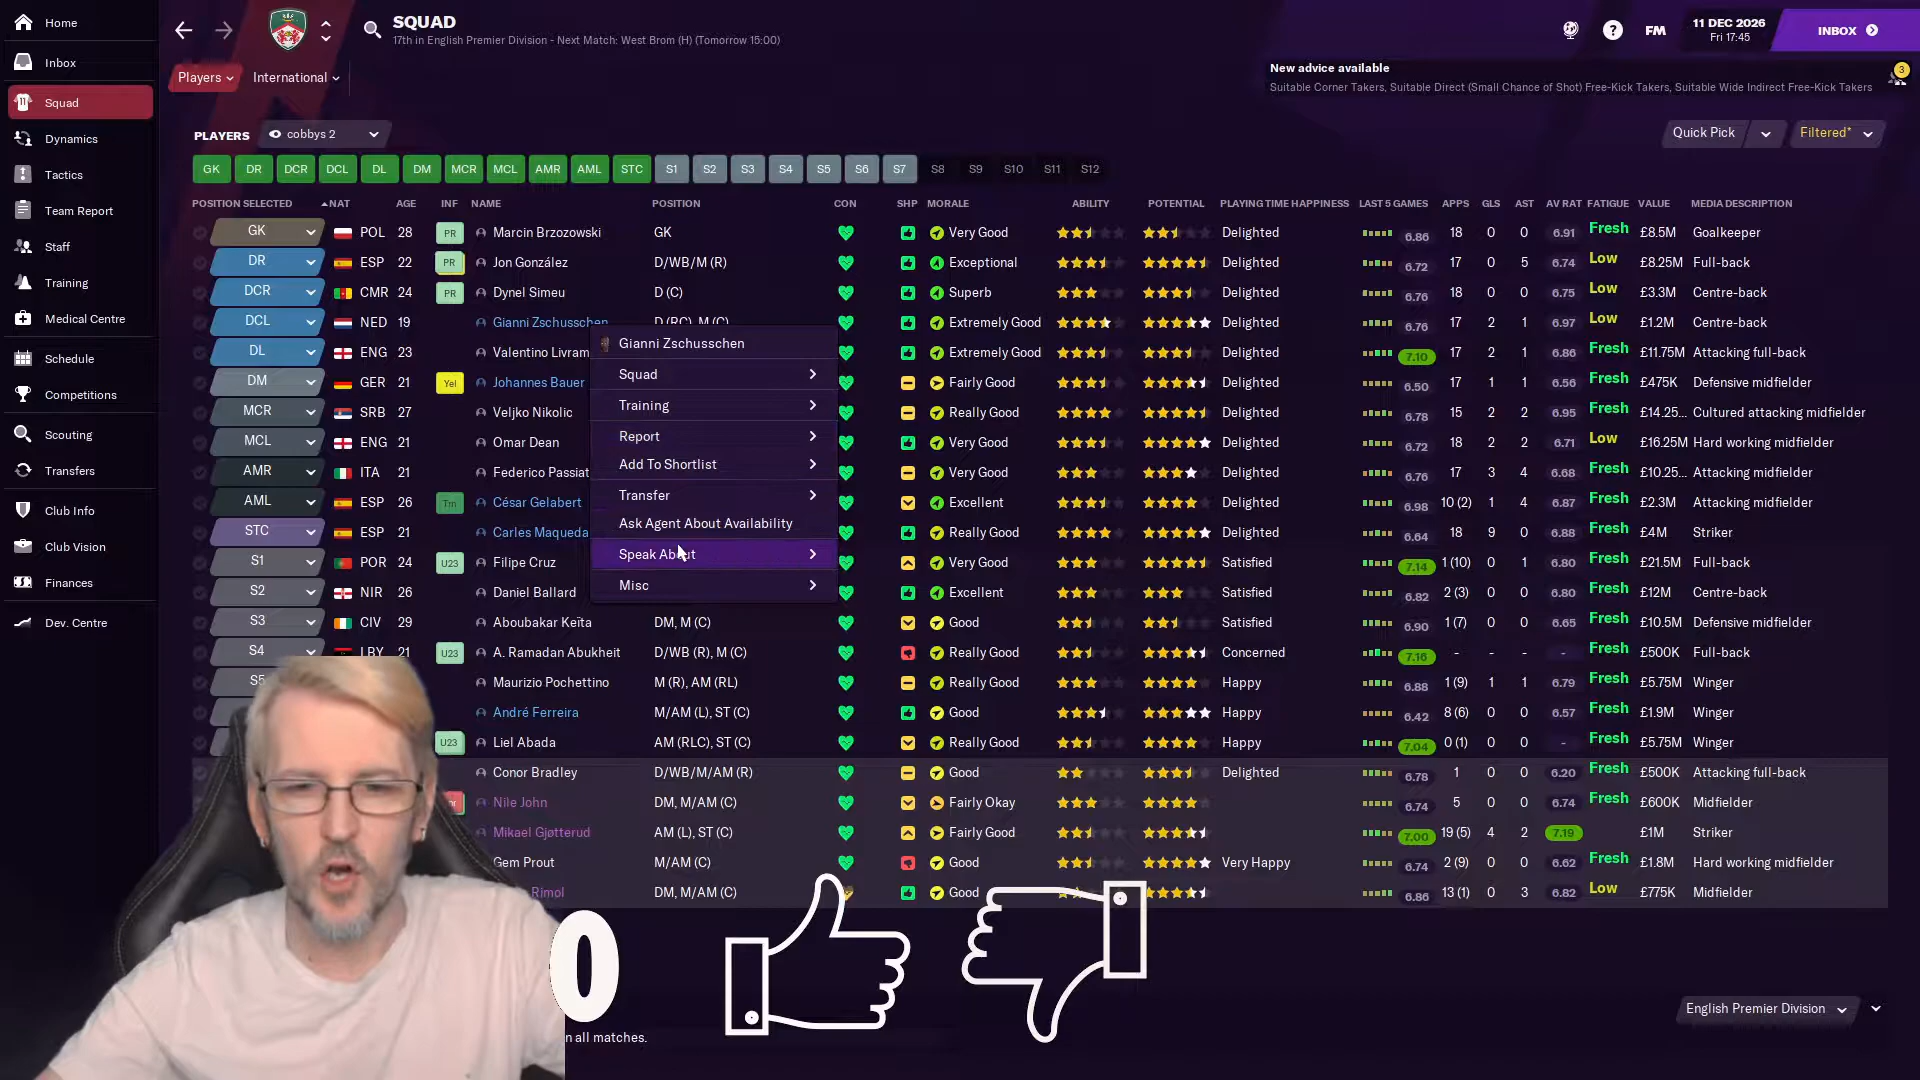 Home
Inbox
Squad
Dynamics
Tactics
Team Report
Staff
Training
Medical Centre
Schedule
Competitions
Scouting
Transfers
Club Info
Club Vision
Finances
Dev. Centre
SQUAD
17th in English Premier Division - Next Match: West Brom (H) (Tomorrow 15:00)
FM
11 DEC 2026
Fri 17:45
INBOX
Players
International
New advice available
Suitable Corner Takers, Suitable Direct (Small Chance of Shot) Free-Kick Takers, Suitable Wide Indirect Free-Kick Takers
3
PLAYERS
cobbys 2
Quick Pick
Filtered*
GK DR DCR DCL DL DM MCR MCL AMR AML STC S1 S2 S3 S4 S5 S6 S7 S8 S9 S10 S11 S12
POSITION SELECTED NAT AGE INF NAME POSITION CON SHP MORALE ABILITY POTENTIAL PLAYING TIME HAPPINESS LAST 5 GAMES APPS GLS AST AV RAT FATIGUE VALUE MEDIA DESCRIPTION
GK POL 28 PR Marcin Brzozowski GK Very Good Delighted 6.86 18 0 0 6.91 Fresh £8.5M Goalkeeper
DR ESP 22 PR Jon González D/WB/M (R) Exceptional Delighted 6.72 17 0 5 6.74 Low £8.25M Full-back
DCR CMR 24 PR Dynel Simeu D (C) Superb Delighted 6.76 18 0 0 6.75 Low £3.3M Centre-back
DCL NED 19 Gianni Zschusschen D (RC), M (C) Extremely Good Delighted 6.76 17 2 1 6.97 Low £1.2M Centre-back
DL ENG 23 Valentino Livram Extremely Good Delighted 7.10 17 2 1 6.86 Fresh £11.75M Attacking full-back
DM GER 21 Yel Johannes Bauer Fairly Good Delighted 6.50 17 1 1 6.56 Fresh £475K Defensive midfielder
MCR SRB 27 Veljko Nikolic Really Good Delighted 6.78 15 2 2 6.95 Fresh £14.25... Cultured attacking midfielder
MCL ENG 21 Omar Dean Very Good Delighted 6.72 18 2 2 6.71 Low £16.25M Hard working midfielder
AMR ITA 21 Federico Passiat Very Good Delighted 6.76 17 3 4 6.68 Fresh £10.25... Attacking midfielder
AML ESP 26 Tm César Gelabert Excellent Delighted 6.98 10 (2) 1 4 6.87 Fresh £2.3M Attacking midfielder
STC ESP 21 Carles Maqueda Really Good Delighted 6.64 18 9 0 6.88 Fresh £4M Striker
S1 POR 24 U23 Filipe Cruz Very Good Satisfied 7.14 1 (10) 0 1 6.80 Fresh £21.5M Full-back
S2 NIR 26 Daniel Ballard Excellent Satisfied 6.82 2 (3) 0 1 6.80 Fresh £12M Centre-back
S3 CIV 29 Aboubakar Keïta DM, M (C) Good Satisfied 6.90 1 (7) 0 1 6.65 Fresh £10.5M Defensive midfielder
S4 LBY 21 U23 A. Ramadan Abukheit D/WB (R), M (C) Really Good Concerned 7.16 - - - - Fresh £500K Full-back
S5 Maurizio Pochettino M (R), AM (RL) Really Good Happy 6.88 1 (9) 1 1 6.79 Fresh £5.75M Winger
André Ferreira M/AM (L), ST (C) Good Happy 6.42 8 (6) 0 0 6.57 Fresh £1.9M Winger
U23 Liel Abada AM (RLC), ST (C) Really Good Happy 7.04 0 (1) 0 0 - Fresh £5.75M Winger
Conor Bradley D/WB/M/AM (R) Good Delighted 6.78 1 0 0 6.20 Fresh £500K Attacking full-back
Nile John DM, M/AM (C) Fairly Okay 6.74 5 0 0 6.74 Fresh £600K Midfielder
Mikael Gjøtterud AM (L), ST (C) Fairly Good 7.00 19 (5) 4 2 7.19 £1M Striker
Gem Prout M/AM (C) Good Very Happy 6.74 2 (9) 0 0 6.62 Fresh £1.8M Hard working midfielder
Rimol DM, M/AM (C) Good 6.86 13 (1) 0 3 6.82 Low £775K Midfielder
Gianni Zschusschen
Squad
Training
Report
Add To Shortlist
Transfer
Ask Agent About Availability
Speak About
Misc
0
n all matches.
English Premier Division